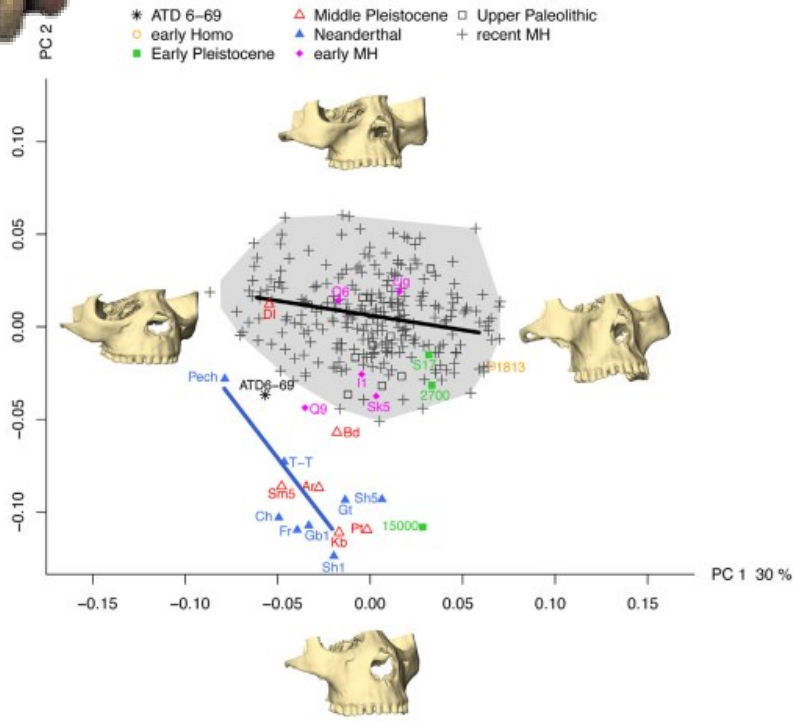 ATD 6−69
early Homo
Early Pleistocene
Middle Pleistocene
Neanderthal
early MH
Upper Paleolithic
recent MH
PC 2
0.10
0.05
0.00
−0.05
−0.10
Q6
Dl
S17
1813
2700
I1
Sk5
Pech
ATD6−69
Q9
Bd
T−T
Sm5
Ar
Gt
Sh5
Ch
Fr
Gb1
Kb
Pt
15000
Sh1
PC 1 30 %
−0.15
−0.10
−0.05
0.00
0.05
0.10
0.15